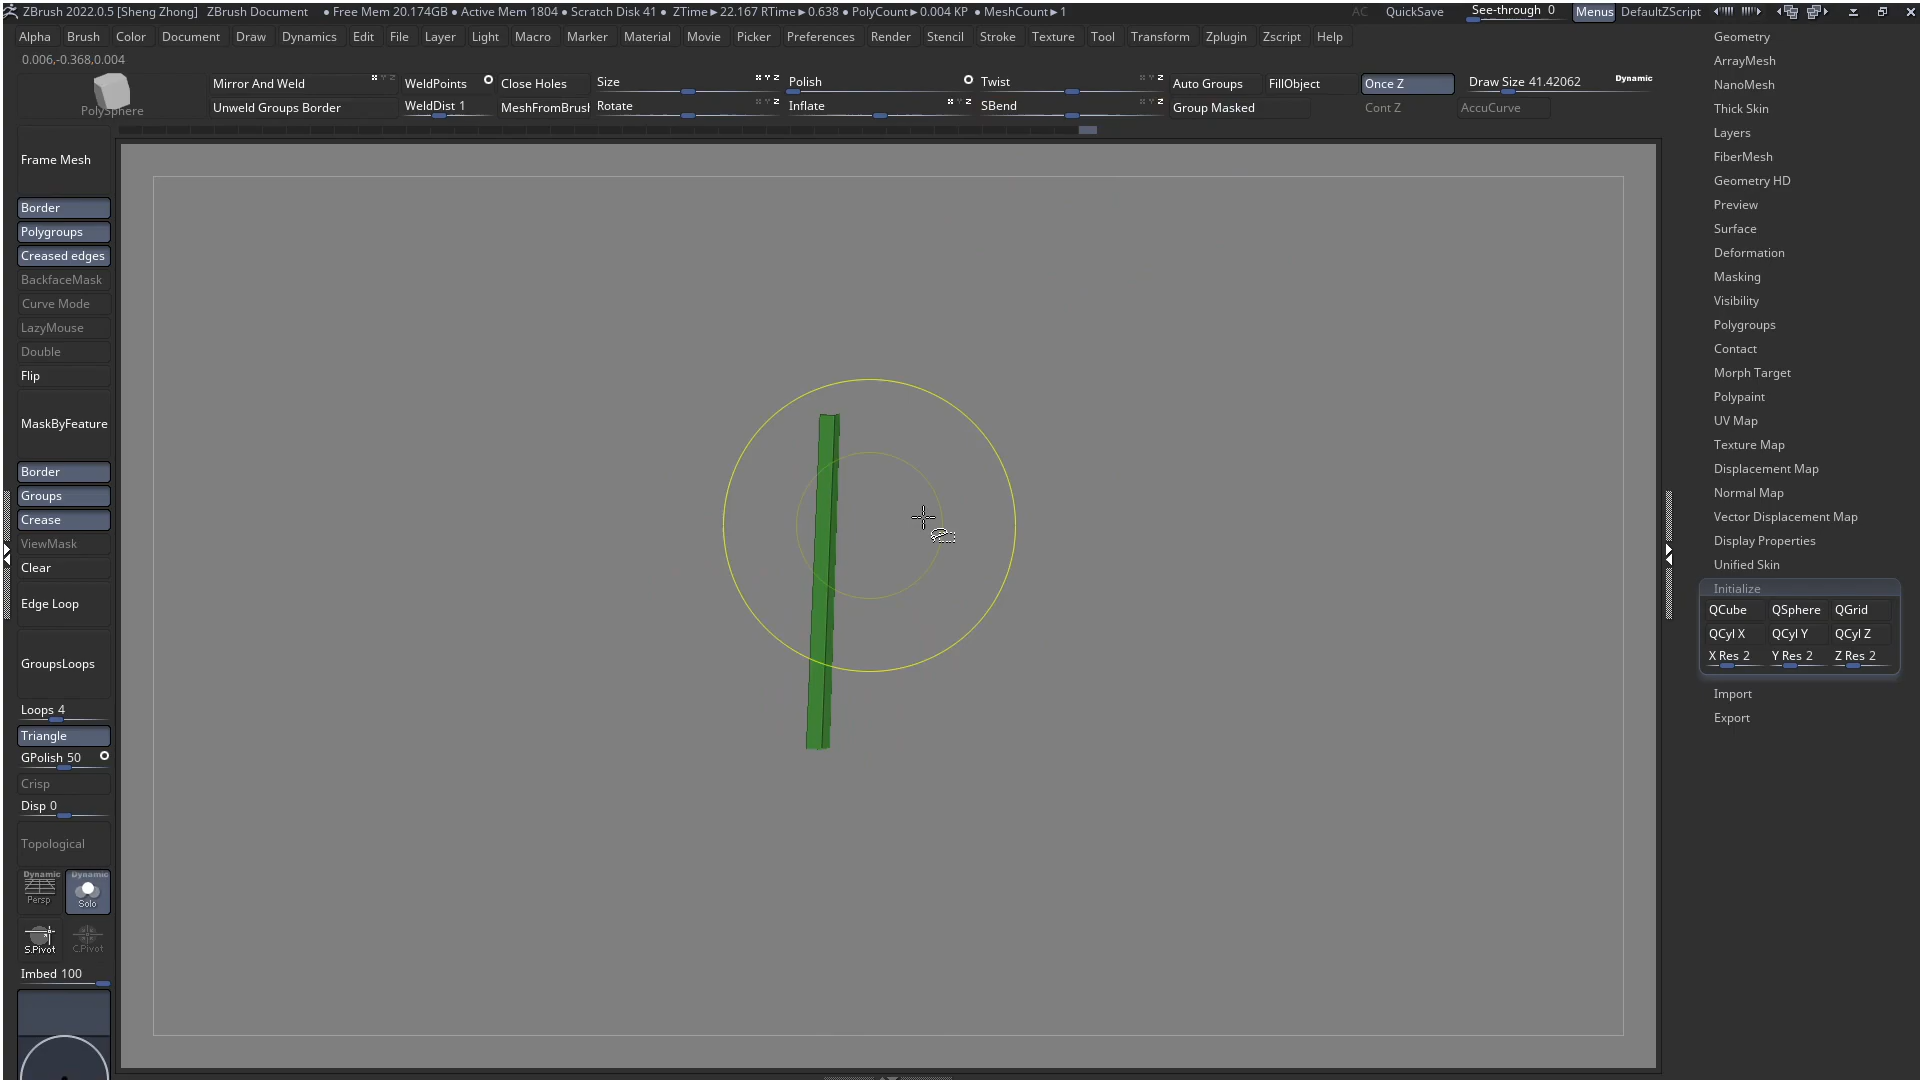 ZBrush 2022.0.5 [Sheng Zhong] ZBrush Document • Free Mem 20.174GB • Active Mem 1804 • Scratch Disk 41 • ZTime▸22.167 RTime▸0.638 • PolyCount▸0.004 KP • MeshCount▸1 AC QuickSave See-through 0 Menus DefaultZScript
Alpha Brush Color Document Draw Dynamics Edit File Layer Light Macro Marker Material Movie Picker Preferences Render Stencil Stroke Texture Tool Transform Zplugin Zscript Help
0.006,-0.368,0.004
PolySphere
Mirror And Weld WeldPoints Close Holes Size Polish Twist Auto Groups FillObject Once Z Draw Size 41.42062 Dynamic
Unweld Groups Border WeldDist 1 MeshFromBrush Rotate Inflate SBend Group Masked Cont Z AccuCurve
Frame Mesh
Border
Polygroups
Creased edges
BackfaceMask
Curve Mode
LazyMouse
Double
Flip
MaskByFeature
Border
Groups
Crease
ViewMask
Clear
Edge Loop
GroupsLoops
Loops 4
Triangle
GPolish 50
Crisp
Disp 0
Topological
Dynamic Dynamic
Persp Solo
S.Pivot C.Pivot
Imbed 100
Geometry
ArrayMesh
NanoMesh
Thick Skin
Layers
FiberMesh
Geometry HD
Preview
Surface
Deformation
Masking
Visibility
Polygroups
Contact
Morph Target
Polypaint
UV Map
Texture Map
Displacement Map
Normal Map
Vector Displacement Map
Display Properties
Unified Skin
Initialize
QCube QSphere QGrid
QCyl X QCyl Y QCyl Z
X Res 2 Y Res 2 Z Res 2
Import
Export